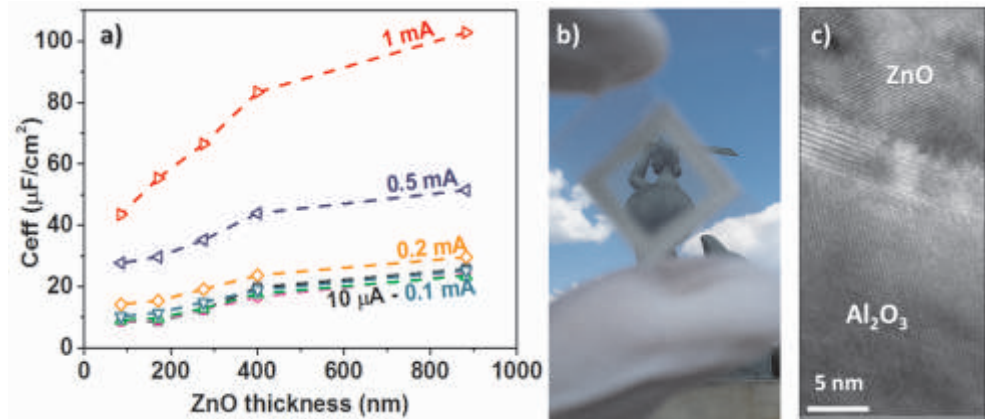 a)
Ceff (μF/cm²)
100
80
60
40
20
0
1 mA
0.5 mA
0.2 mA
10 μA - 0.1 mA
0 200 400 600 800 1000
ZnO thickness (nm)
b)
c)
ZnO
Al₂O₃
5 nm